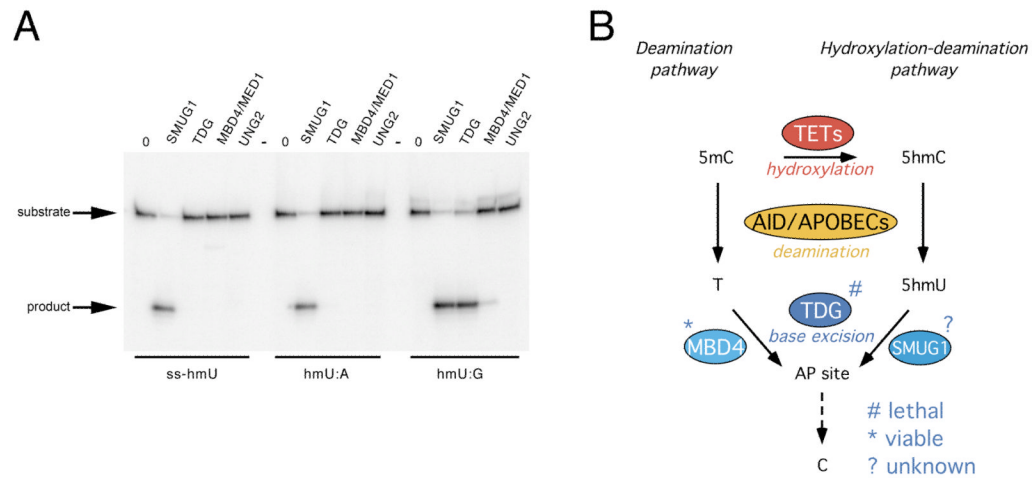 A
0 SMUG1 TDG MBD4/MED1 UNG2 - 0 SMUG1 TDG MBD4/MED1 UNG2 - 0 SMUG1 TDG MBD4/MED1 UNG2
substrate
product
ss-hmU hmU:A hmU:G
B
Deamination
pathway
Hydroxylation-deamination
pathway
TETs
5mC 5hmC
hydroxylation
AID/APOBECs
deamination
T 5hmU
#
TDG
* ?
base excision
MBD4 SMUG1
AP site
# lethal
* viable
? unknown
C